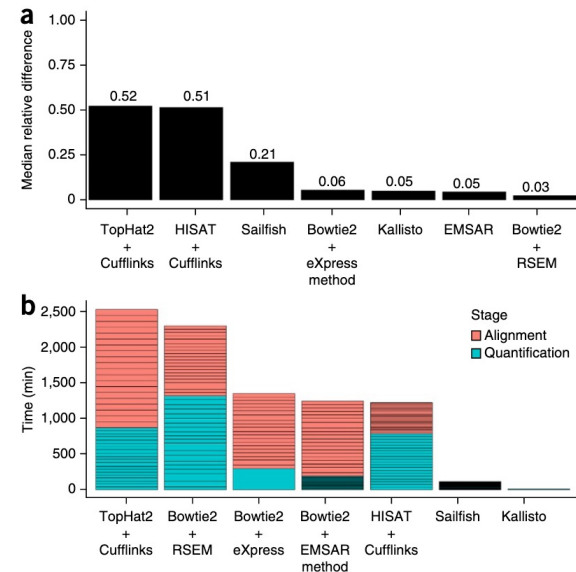 a
Median relative difference
1.00
0.75
0.50
0.25
0
0.52
0.51
0.21
0.06
0.05
0.05
0.03
TopHat2
+
Cufflinks
HISAT
+
Cufflinks
Sailfish
Bowtie2
+
eXpress
method
Kallisto
EMSAR
Bowtie2
+
RSEM
b
Time (min)
2,500
2,000
1,500
1,000
500
0
Stage
Alignment
Quantification
TopHat2
+
Cufflinks
Bowtie2
+
RSEM
Bowtie2
+
eXpress
Bowtie2
+
EMSAR
method
HISAT
+
Cufflinks
Sailfish
Kallisto